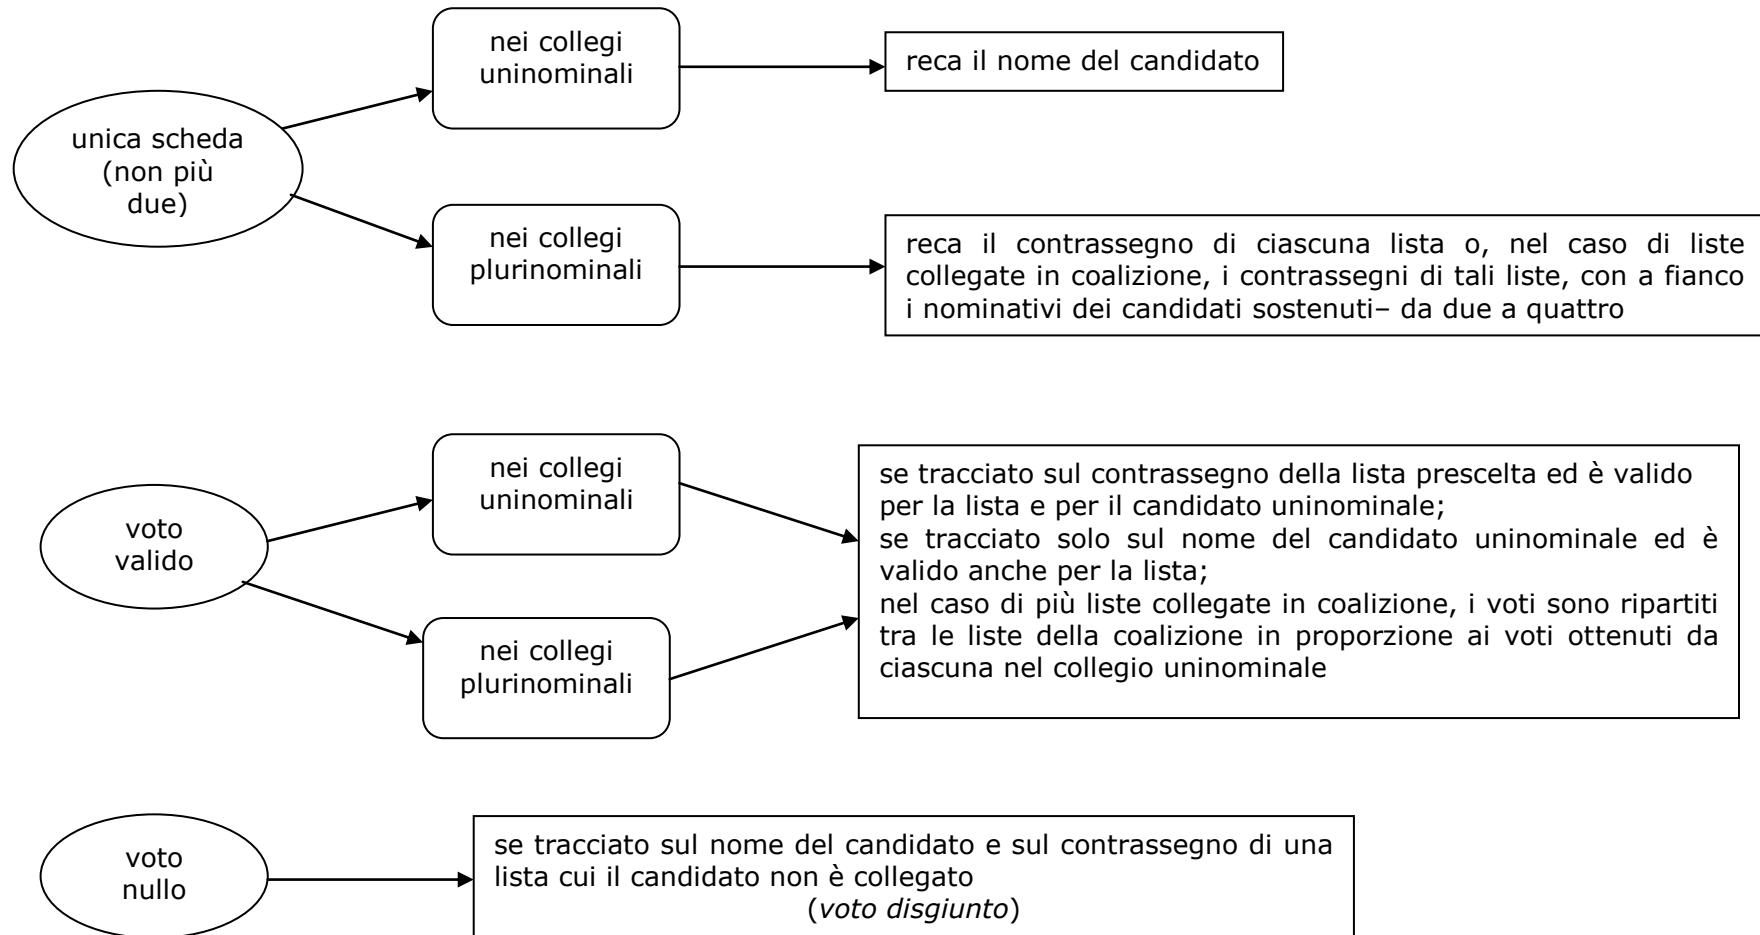 unica scheda
(non più
due)
nei collegi
uninominali
reca il nome del candidato
nei collegi
plurinominali
reca il contrassegno di ciascuna lista o, nel caso di liste
collegate in coalizione, i contrassegni di tali liste, con a fianco
i nominativi dei candidati sostenuti– da due a quattro
voto
valido
nei collegi
uninominali
nei collegi
plurinominali
se tracciato sul contrassegno della lista prescelta ed è valido
per la lista e per il candidato uninominale;
se tracciato solo sul nome del candidato uninominale ed è
valido anche per la lista;
nel caso di più liste collegate in coalizione, i voti sono ripartiti
tra le liste della coalizione in proporzione ai voti ottenuti da
ciascuna nel collegio uninominale
voto
nullo
se tracciato sul nome del candidato e sul contrassegno di una
lista cui il candidato non è collegato
(voto disgiunto)